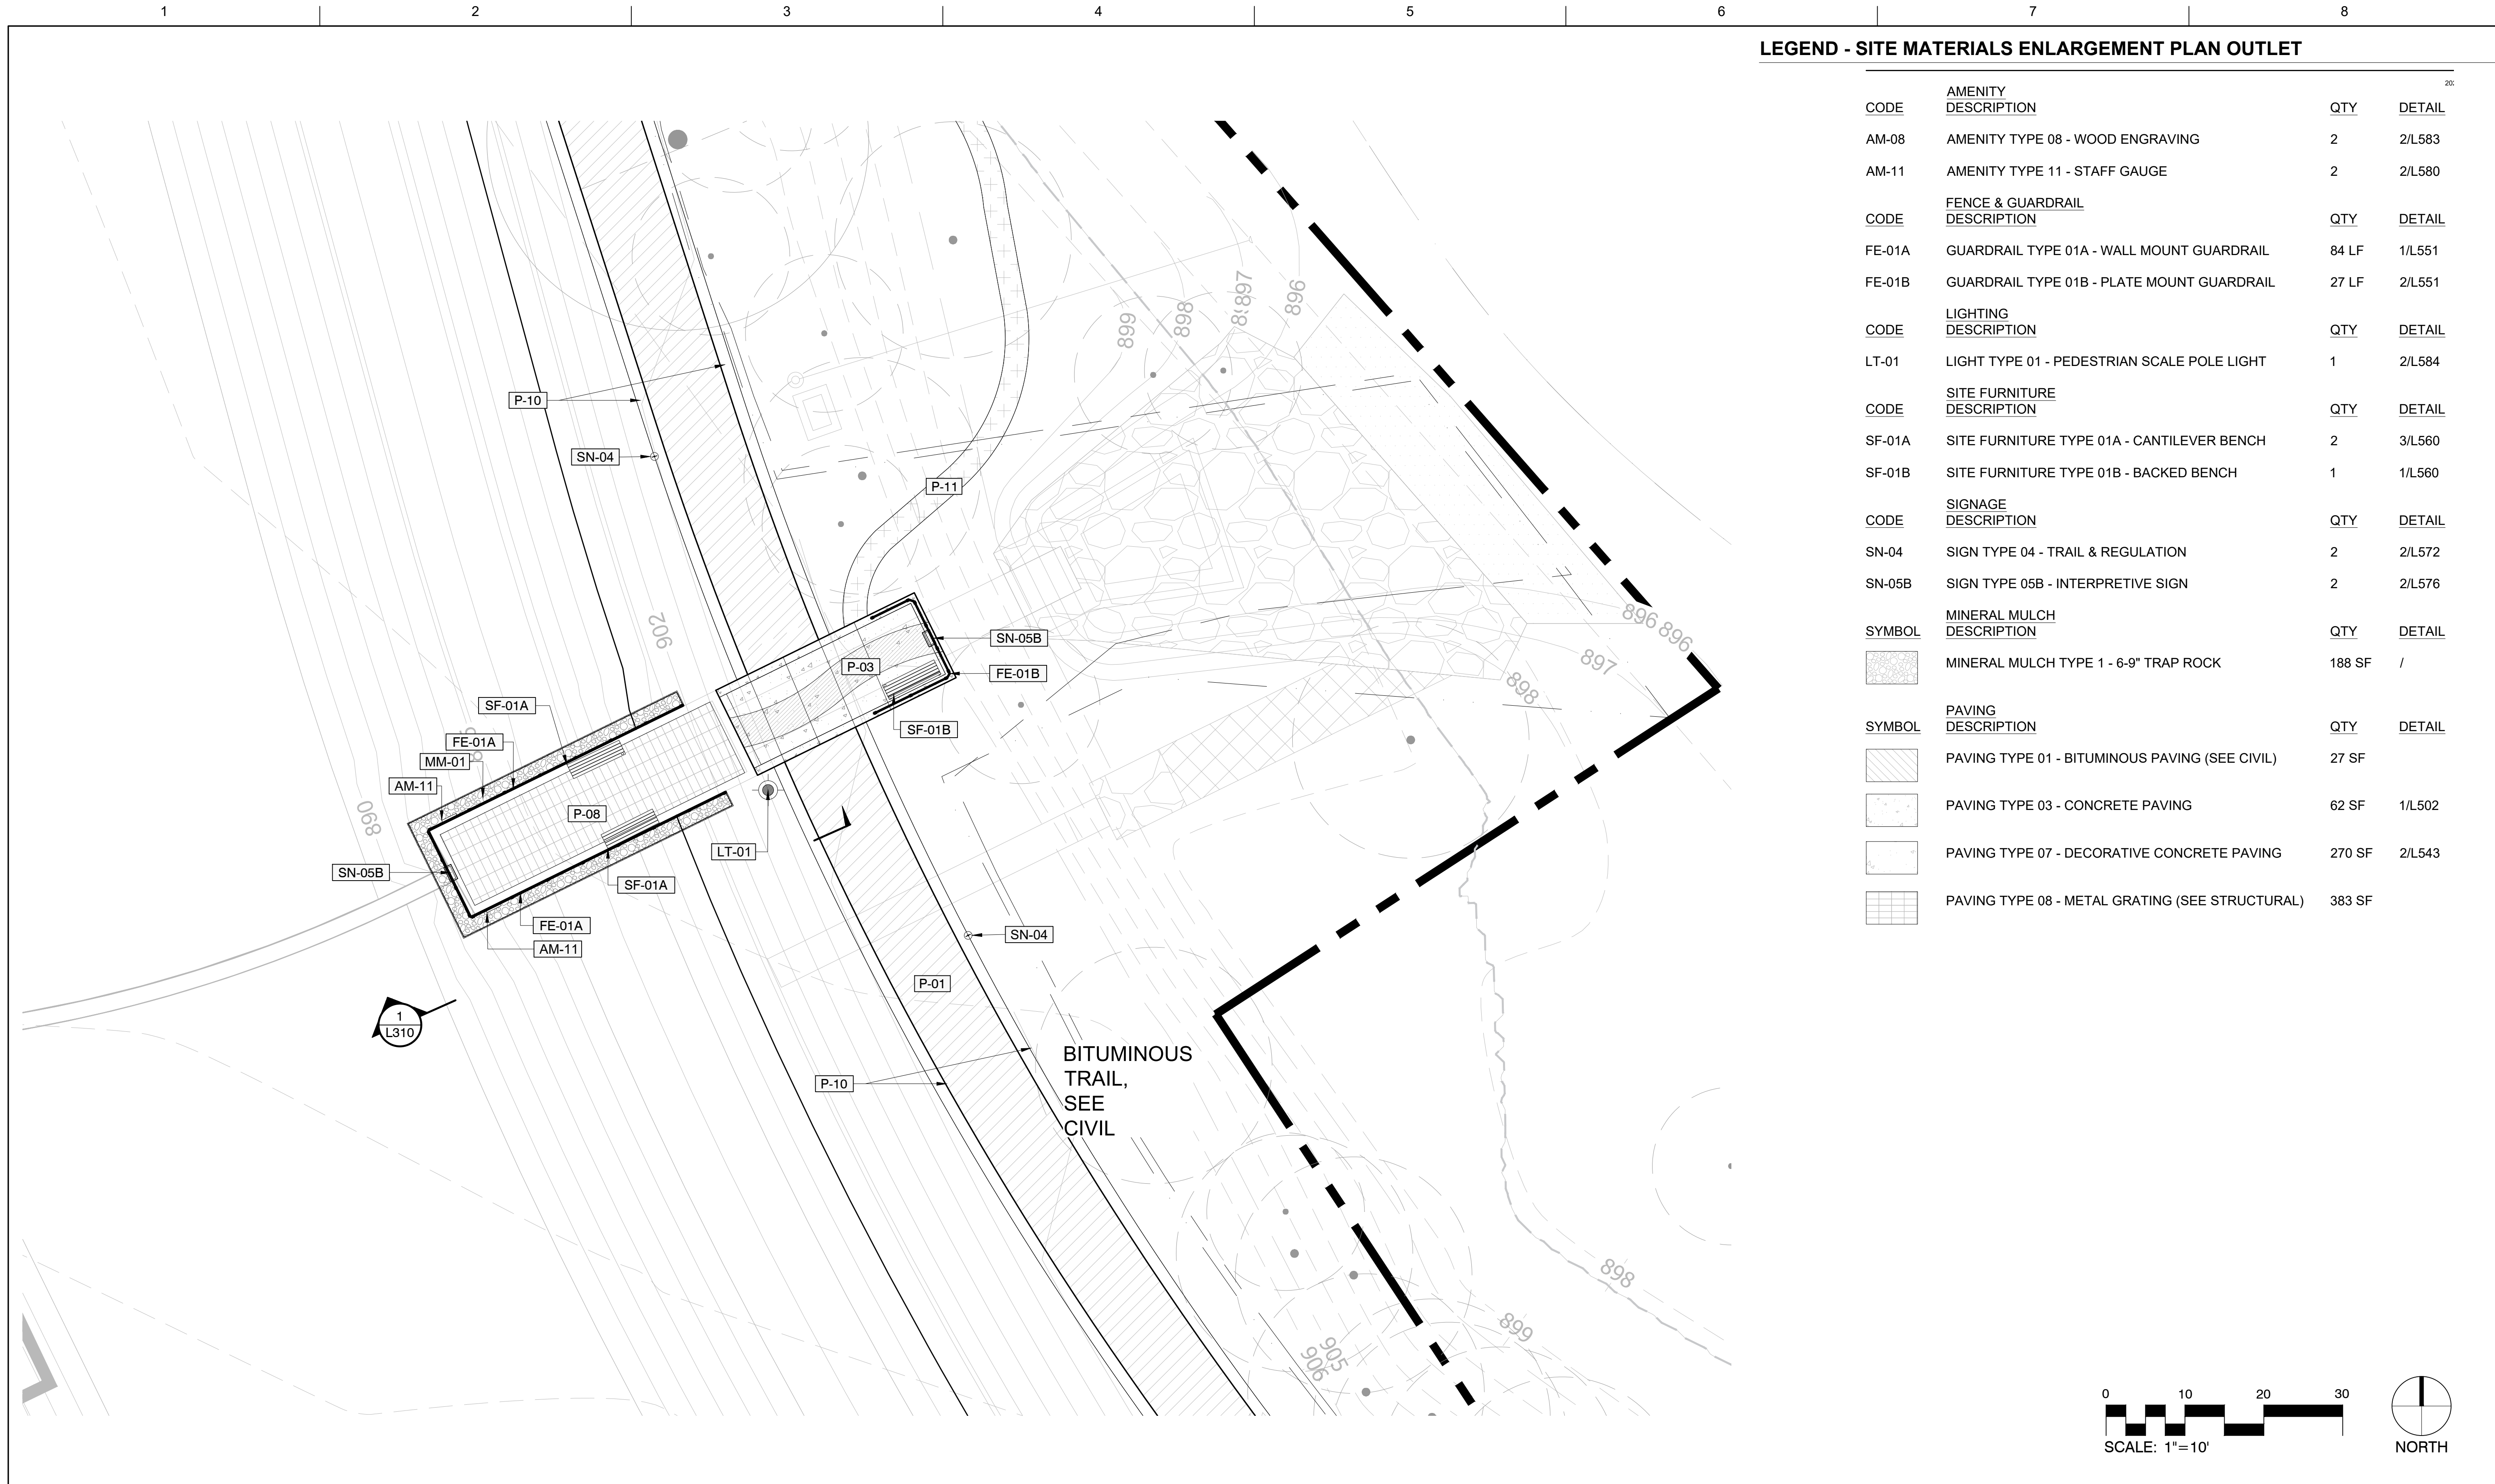 1 2 3 4 5 6 7 8
LEGEND - SITE MATERIALS ENLARGEMENT PLAN OUTLET
AMENITY
CODE DESCRIPTION QTY DETAIL
AM-08 AMENITY TYPE 08 - WOOD ENGRAVING 2 2/L583
AM-11 AMENITY TYPE 11 - STAFF GAUGE 2 2/L580
FENCE & GUARDRAIL
CODE DESCRIPTION QTY DETAIL
FE-01A GUARDRAIL TYPE 01A - WALL MOUNT GUARDRAIL 84 LF 1/L551
FE-01B GUARDRAIL TYPE 01B - PLATE MOUNT GUARDRAIL 27 LF 2/L551
LIGHTING
CODE DESCRIPTION QTY DETAIL
LT-01 LIGHT TYPE 01 - PEDESTRIAN SCALE POLE LIGHT 1 2/L584
SITE FURNITURE
CODE DESCRIPTION QTY DETAIL
SF-01A SITE FURNITURE TYPE 01A - CANTILEVER BENCH 2 3/L560
SF-01B SITE FURNITURE TYPE 01B - BACKED BENCH 1 1/L560
SIGNAGE
CODE DESCRIPTION QTY DETAIL
SN-04 SIGN TYPE 04 - TRAIL & REGULATION 2 2/L572
SN-05B SIGN TYPE 05B - INTERPRETIVE SIGN 2 2/L576
MINERAL MULCH
SYMBOL DESCRIPTION QTY DETAIL
MINERAL MULCH TYPE 1 - 6-9" TRAP ROCK 188 SF /
PAVING
SYMBOL DESCRIPTION QTY DETAIL
PAVING TYPE 01 - BITUMINOUS PAVING (SEE CIVIL) 27 SF
PAVING TYPE 03 - CONCRETE PAVING 62 SF 1/L502
PAVING TYPE 07 - DECORATIVE CONCRETE PAVING 270 SF 2/L543
PAVING TYPE 08 - METAL GRATING (SEE STRUCTURAL) 383 SF
899
898
897
896
P-10
SN-04
P-11
902
896
896
897
898
SN-05B
P-03
FE-01B
SF-01B
SF-01A
FE-01A
MM-01
AM-11
890
P-08
LT-01
SN-05B
SF-01A
FE-01A
AM-11
SN-04
P-01
1
L310
P-10
BITUMINOUS
TRAIL,
SEE
CIVIL
898
899
905
906
0 10 20 30
SCALE: 1"=10'
NORTH